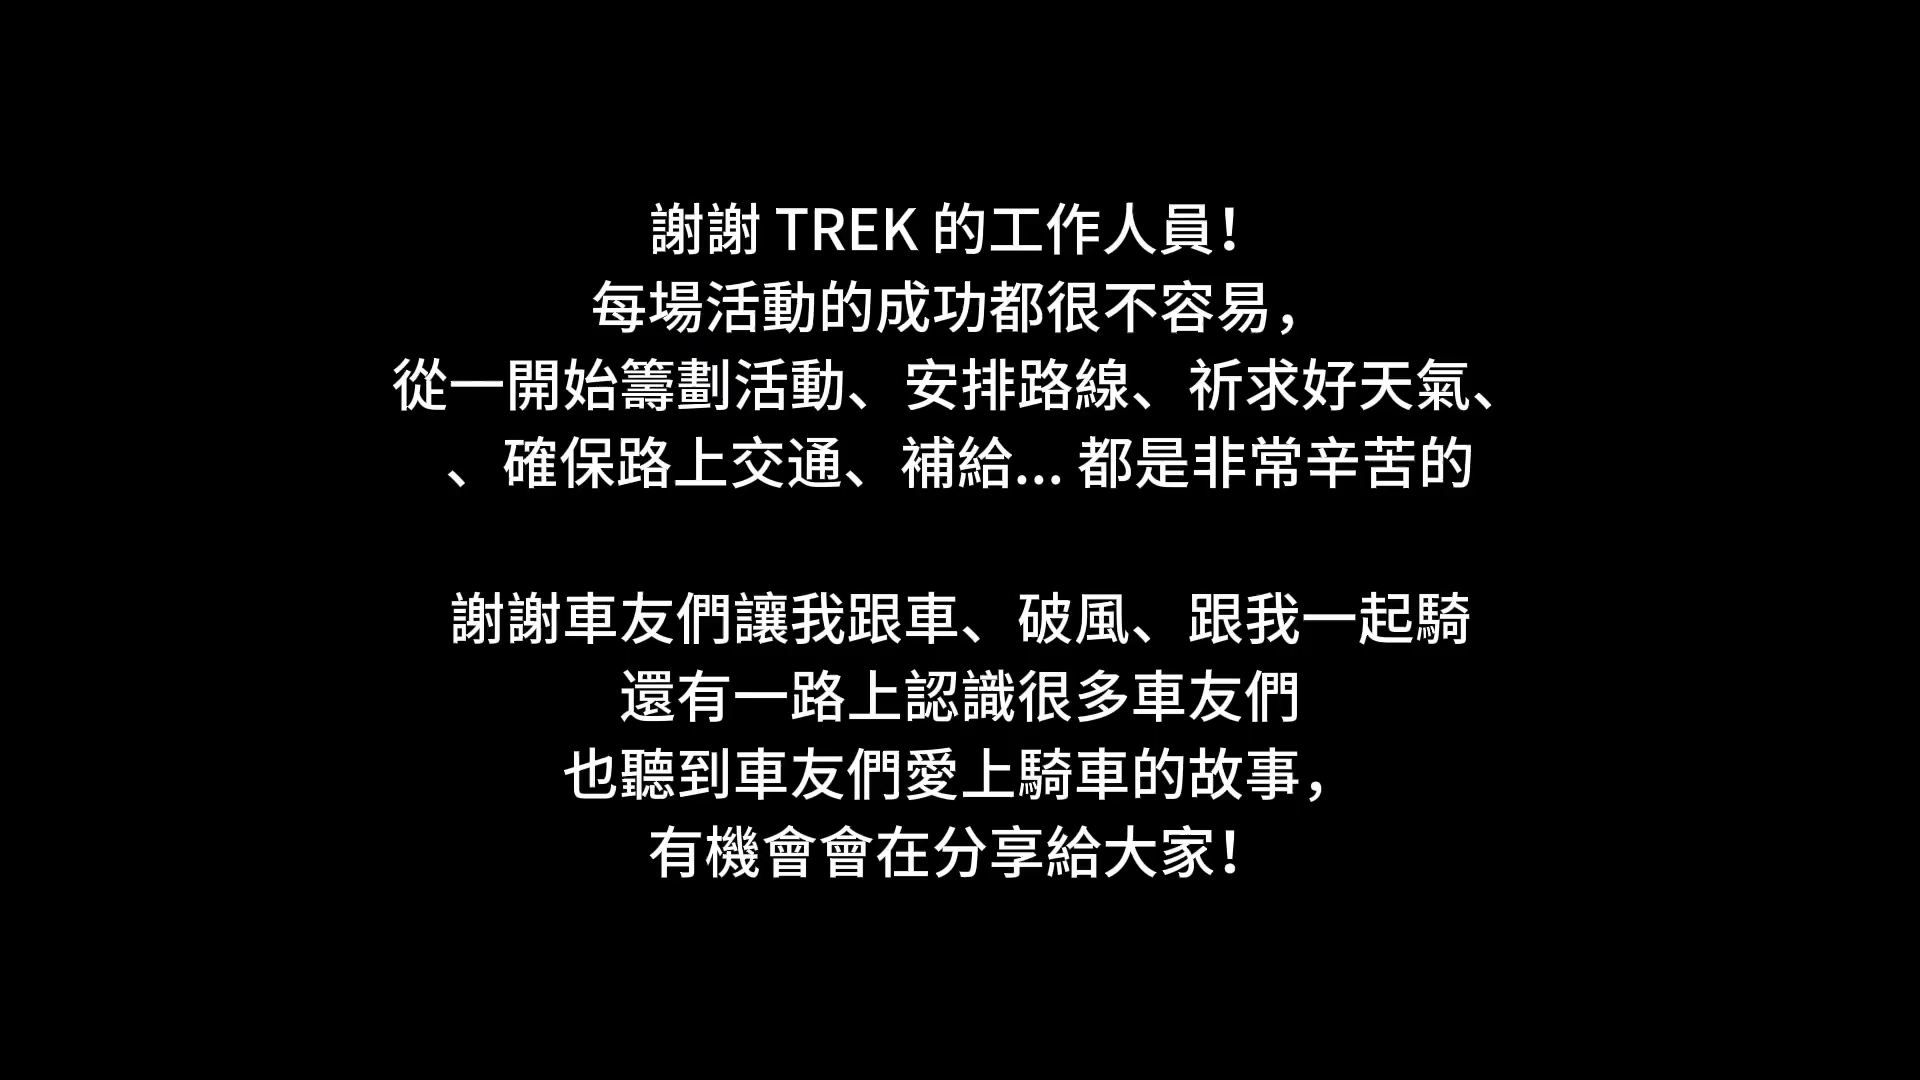 謝謝 TREK 的工作人員！
每場活動的成功都很不容易，
從一開始籌劃活動、安排路線、祈求好天氣、
、確保路上交通、補給... 都是非常辛苦的
謝謝車友們讓我跟車、破風、跟我一起騎
還有一路上認識很多車友們
也聽到車友們愛上騎車的故事，
有機會會在分享給大家！